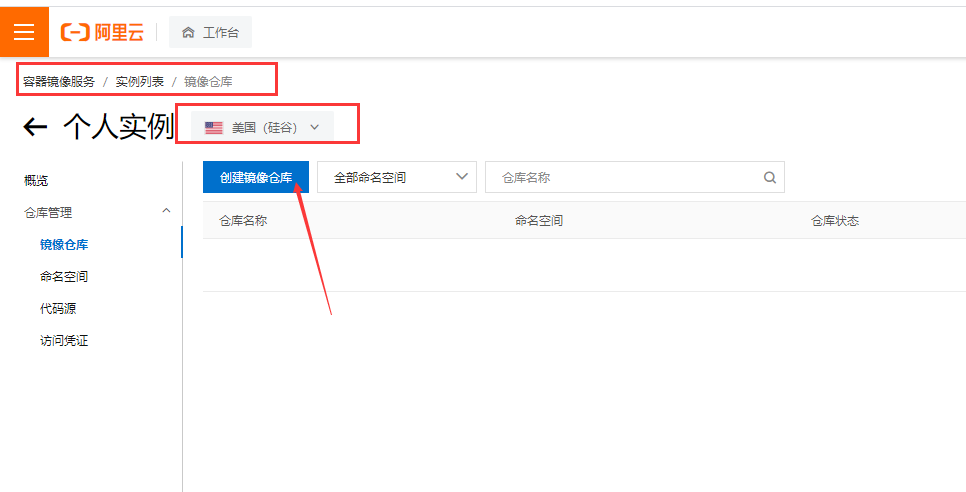 阿里云 工作台
容器镜像服务 / 实例列表 / 镜像仓库
个人实例 美国（硅谷）
概览
仓库管理
镜像仓库
命名空间
代码源
访问凭证
创建镜像仓库 全部命名空间 仓库名称
仓库名称 命名空间 仓库状态